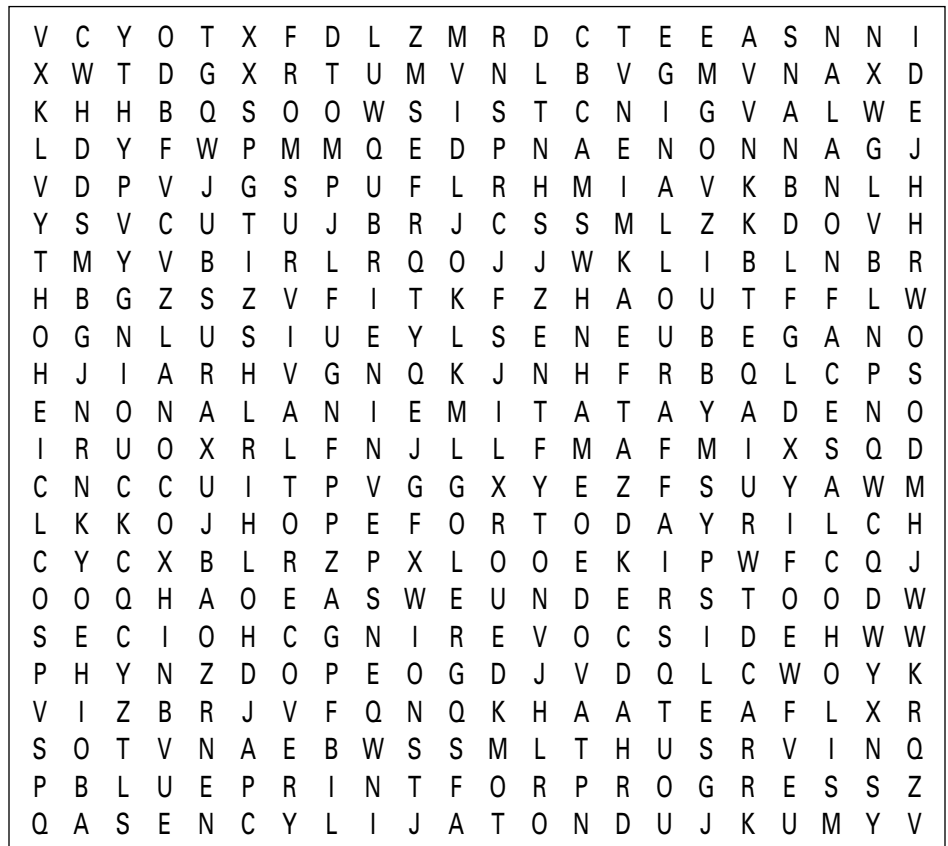 V C Y O T X F D L Z M R D C T E E A S N N I
X W T D G X R T U M V N L B V G M V N A X D
K H H B Q S O O W S I S T C N I G V A L W E
L D Y F W P M M Q E D P N A E N O N N A G J
V D P V J G S P U F L R H M I A V K B N L H
Y S V C U T U J B R J C S S M L Z K D O V H
T M Y V B I R L R Q O J J W K L I B L N B R
H B G Z S Z V F I T K F Z H A O U T F F L W
O G N L U S I U E Y L S E N E U B E G A N O
H J I A R H V G N Q K J N H F R B Q L C P S
E N O N A L A N I E M I T A T A Y A D E N O
I R U O X R L F N J L L F M A F M I X S Q D
C N C C U I T P V G G X Y E Z F S U Y A W M
L K K O J H O P E F O R T O D A Y R I L C H
C Y C X B L R Z P X L O O E K I P W F C Q J
O O Q H A O E A S W E U N D E R S T O O D W
S E C I O H C G N I R E V O C S I D E H W W
P H Y N Z D O P E O G D J V D Q L C W O Y K
V I Z B R J V F Q N Q K H A A T E A F L X R
S O T V N A E B W S S M L T H U S R V I N Q
P B L U E P R I N T F O R P R O G R E S S Z
Q A S E N C Y L I J A T O N D U J K U M Y V